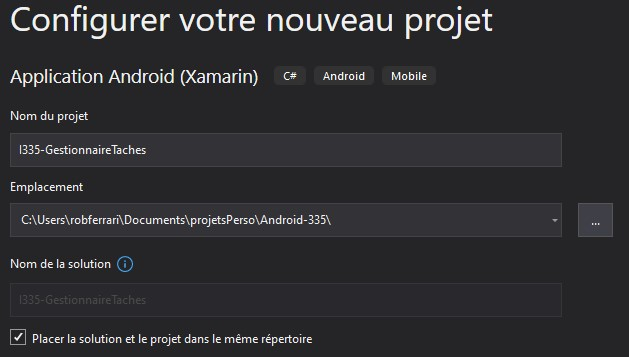 Configurer votre nouveau projet
Application Android (Xamarin) C# Android Mobile
Nom du projet
I335-GestionnaireTaches
Emplacement
C:\Users\robferrari\Documents\projetsPerso\Android-335\ ...
Nom de la solution
I335-GestionnaireTaches
Placer la solution et le projet dans le même répertoire